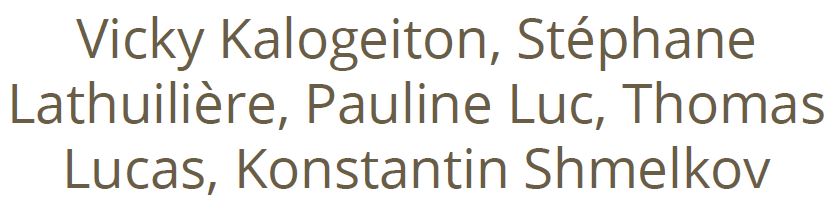 Vicky Kalogeiton, Stéphane
Lathuilière, Pauline Luc, Thomas
Lucas, Konstantin Shmelkov